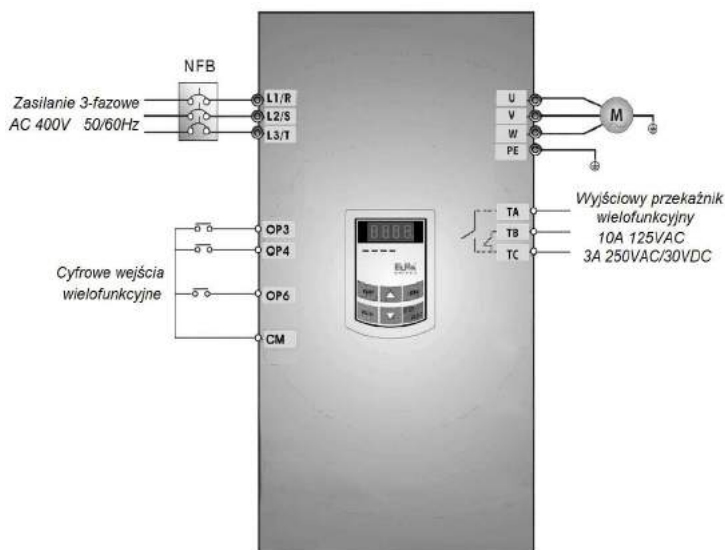 NFB
Zasilanie 3-fazowe
AC 400V 50/60Hz
L1/R
L2/S
L3/T
U
V
W
PE
M
TA
TB
TC
Wyjściowy przekaźnik
wielofunkcyjny
10A 125VAC
3A 250VAC/30VDC
OP3
OP4
OP6
CM
Cyfrowe wejścia
wielofunkcyjne
8888